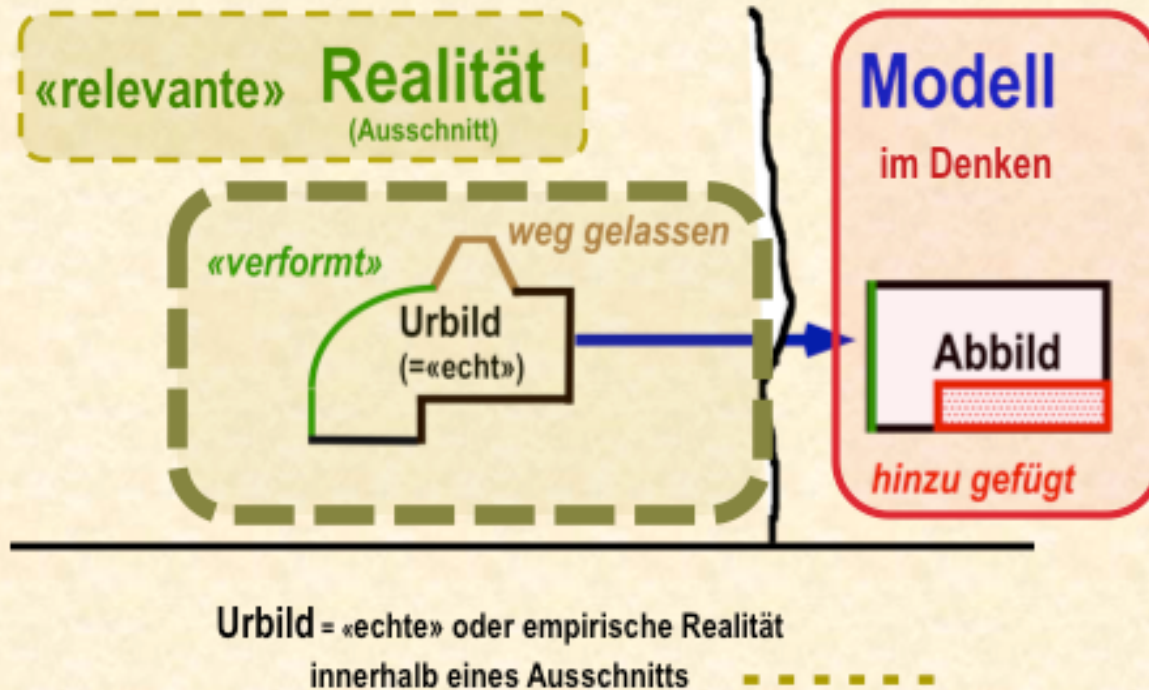 «relevante» Realität
(Ausschnitt)
Modell
im Denken
«verformt»
weg gelassen
Urbild
(=«echt»)
Abbild
hinzu gefügt
Urbild = «echte» oder empirische Realität
innerhalb eines Ausschnitts